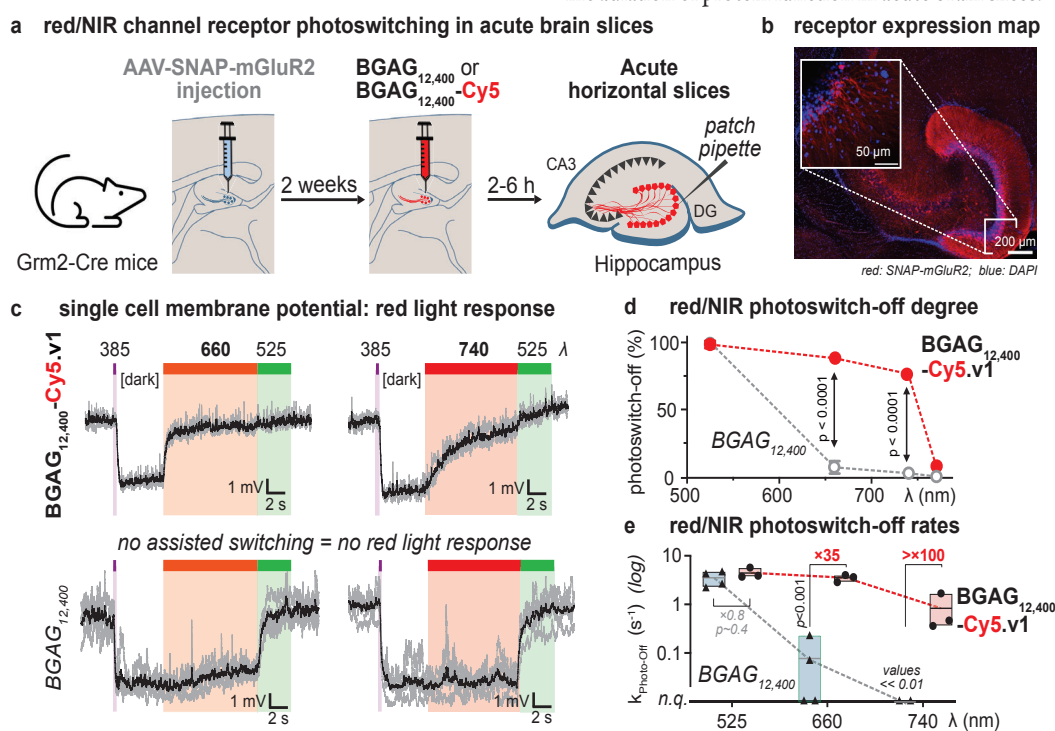 a red/NIR channel receptor photoswitching in acute brain slices
AAV-SNAP-mGluR2
injection
BGAG12,400 or
BGAG12,400-Cy5
Acute
horizontal slices
patch
pipette
CA3
2 weeks
2-6 h
DG
Grm2-Cre mice
Hippocampus
b receptor expression map
50 µm
200 µm
red: SNAP-mGluR2; blue: DAPI
c single cell membrane potential: red light response
385 660 525
385 740 525 λ
[dark]
[dark]
BGAG12,400-Cy5.v1
1 mV
2 s
1 mV
2 s
no assisted switching = no red light response
BGAG12,400
1 mV
2 s
1 mV
2 s
d red/NIR photoswitch-off degree
photoswitch-off (%)
100
50
0
BGAG12,400
-Cy5.v1
p < 0.0001
p < 0.0001
BGAG12,400
500 600 700 λ (nm)
e red/NIR photoswitch-off rates
kPhoto-Off (s⁻¹) (log)
10
1
0.1
n.q.
×35
>×100
p<0.001
×0.8
p~0.4
BGAG12,400
-Cy5.v1
BGAG12,400
values
<< 0.01
525 660 740 λ (nm)